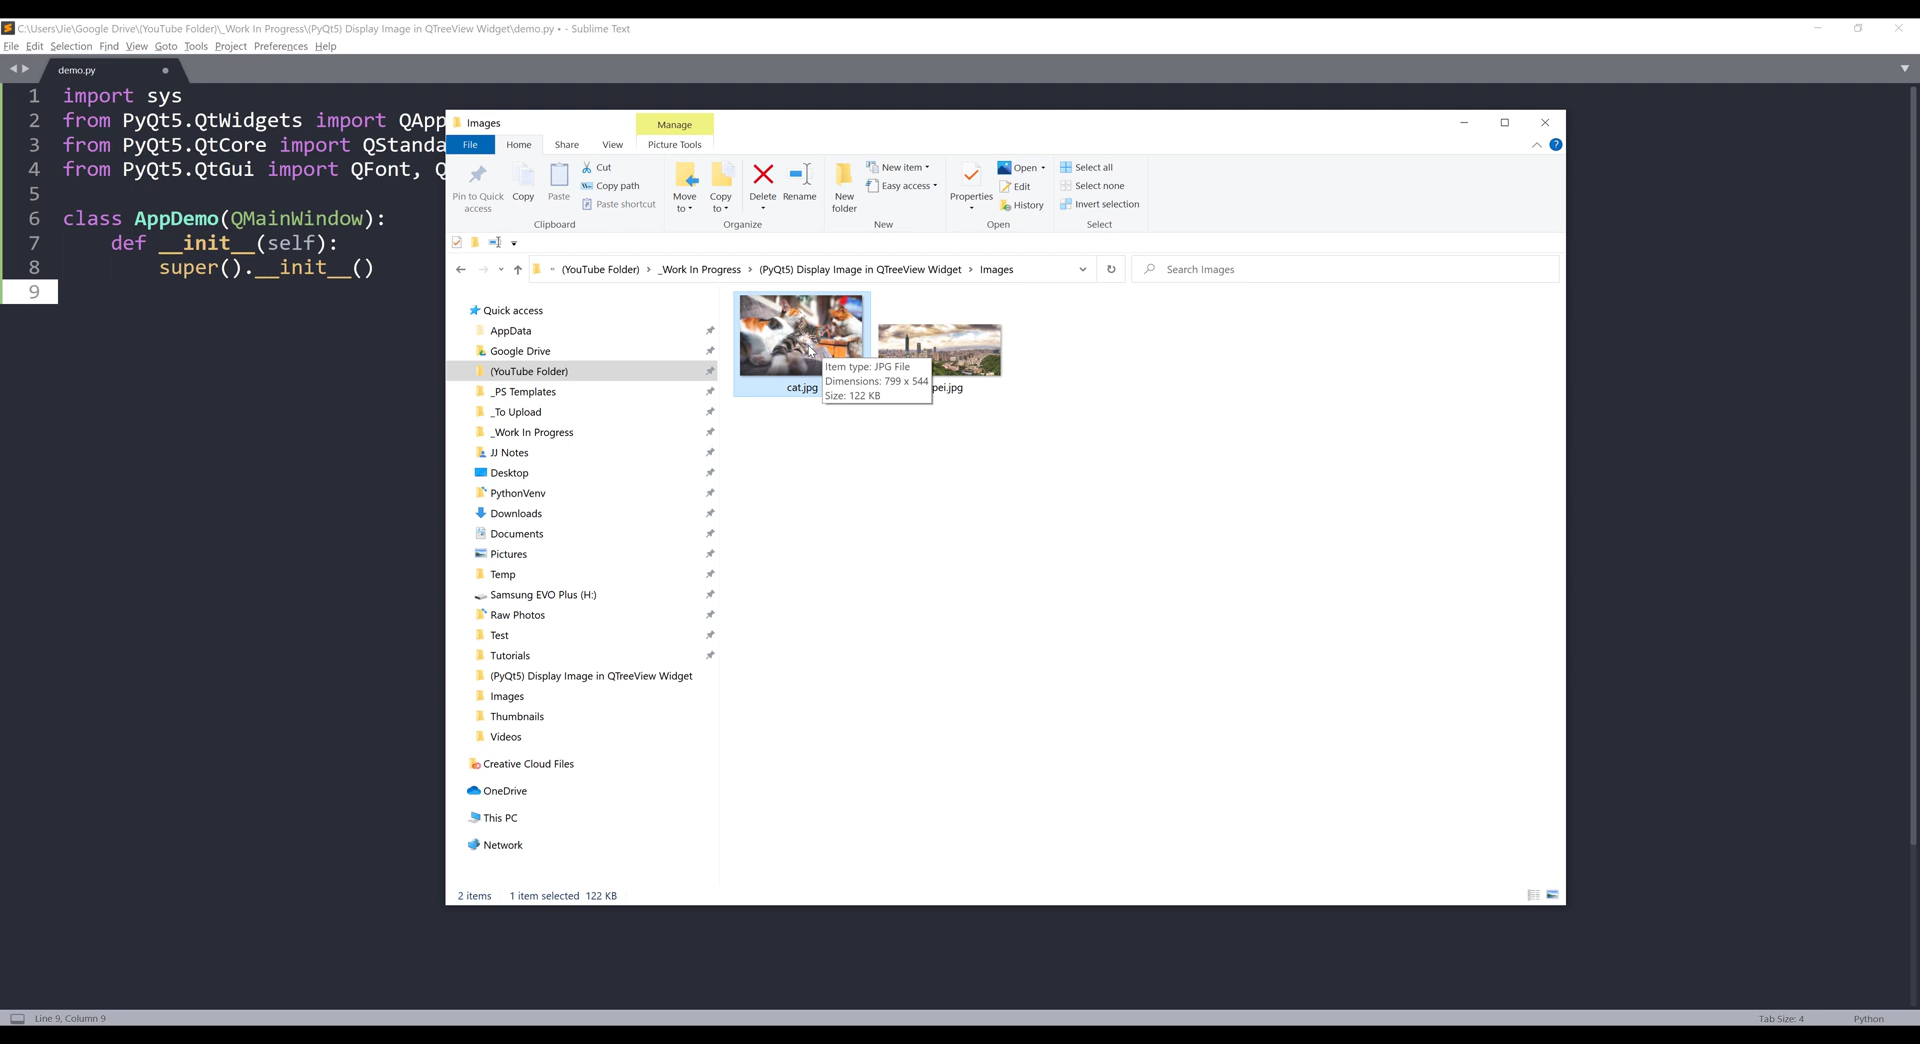 C:\Users\Jie\Google Drive\(YouTube Folder)\_Work In Progress\(PyQt5) Display Image in QTreeView Widget\demo.py • - Sublime Text
File Edit Selection Find View Goto Tools Project Preferences Help
demo.py
1 import sys
2 from PyQt5.QtWidgets import QApp
3 from PyQt5.QtCore import QStanda
4 from PyQt5.QtGui import QFont, Q
5
6 class AppDemo(QMainWindow):
7 def __init__(self):
8 super().__init__()
9
Images
Manage
File Home Share View Picture Tools
Pin to Quick access
Copy
Paste
Cut
Copy path
Paste shortcut
Clipboard
Move to
Copy to
Delete
Rename
Organize
New folder
New item
Easy access
New
Properties
Open
Edit
History
Open
Select all
Select none
Invert selection
Select
« (YouTube Folder) › _Work In Progress › (PyQt5) Display Image in QTreeView Widget › Images
Search Images
Quick access
AppData
Google Drive
(YouTube Folder)
_PS Templates
_To Upload
_Work In Progress
JJ Notes
Desktop
PythonVenv
Downloads
Documents
Pictures
Temp
Samsung EVO Plus (H:)
Raw Photos
Test
Tutorials
(PyQt5) Display Image in QTreeView Widget
Images
Thumbnails
Videos
Creative Cloud Files
OneDrive
This PC
Network
cat.jpg
pei.jpg
Item type: JPG File
Dimensions: 799 x 544
Size: 122 KB
2 items 1 item selected 122 KB
Line 9, Column 9
Tab Size: 4 Python